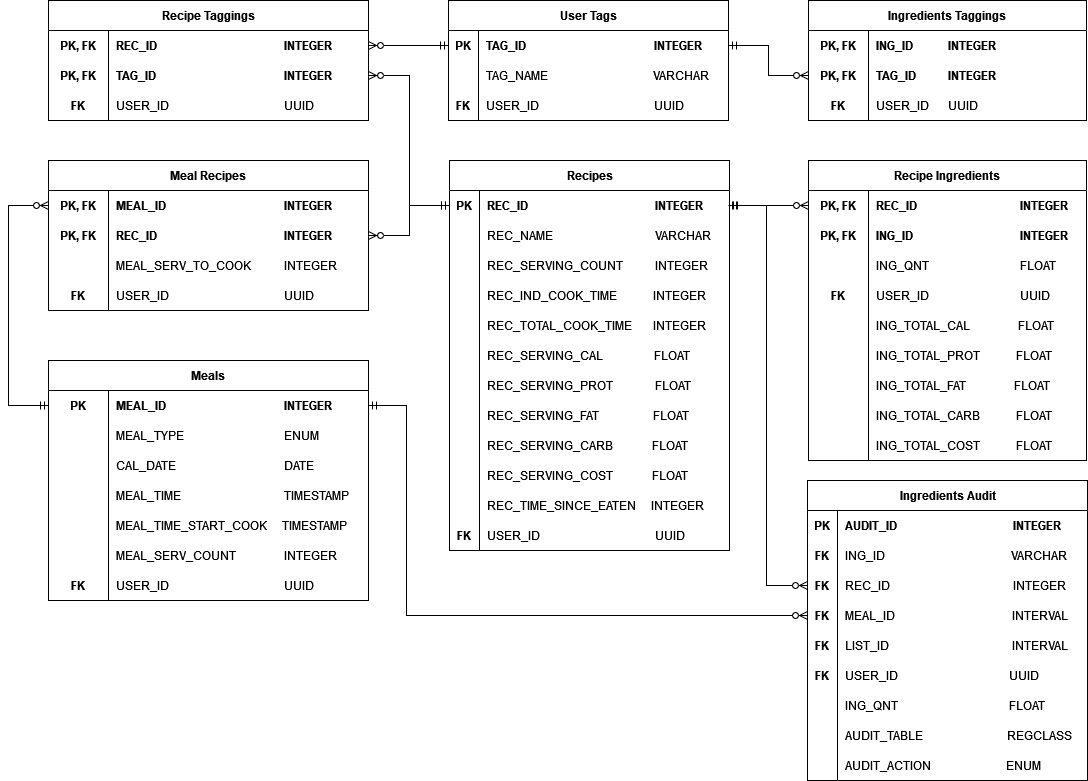 Recipe Taggings
PK, FK REC_ID INTEGER
PK, FK TAG_ID INTEGER
FK USER_ID UUID
User Tags
PK TAG_ID INTEGER
TAG_NAME VARCHAR
FK USER_ID UUID
Ingredients Taggings
PK, FK ING_ID INTEGER
PK, FK TAG_ID INTEGER
FK USER_ID UUID
Meal Recipes
PK, FK MEAL_ID INTEGER
PK, FK REC_ID INTEGER
MEAL_SERV_TO_COOK INTEGER
FK USER_ID UUID
Recipes
PK REC_ID INTEGER
REC_NAME VARCHAR
REC_SERVING_COUNT INTEGER
REC_IND_COOK_TIME INTEGER
REC_TOTAL_COOK_TIME INTEGER
REC_SERVING_CAL FLOAT
REC_SERVING_PROT FLOAT
REC_SERVING_FAT FLOAT
REC_SERVING_CARB FLOAT
REC_SERVING_COST FLOAT
REC_TIME_SINCE_EATEN INTEGER
FK USER_ID UUID
Recipe Ingredients
PK, FK REC_ID INTEGER
PK, FK ING_ID INTEGER
ING_QNT FLOAT
FK USER_ID UUID
ING_TOTAL_CAL FLOAT
ING_TOTAL_PROT FLOAT
ING_TOTAL_FAT FLOAT
ING_TOTAL_CARB FLOAT
ING_TOTAL_COST FLOAT
Meals
PK MEAL_ID INTEGER
MEAL_TYPE ENUM
CAL_DATE DATE
MEAL_TIME TIMESTAMP
MEAL_TIME_START_COOK TIMESTAMP
MEAL_SERV_COUNT INTEGER
FK USER_ID UUID
Ingredients Audit
PK AUDIT_ID INTEGER
FK ING_ID VARCHAR
FK REC_ID INTEGER
FK MEAL_ID INTERVAL
FK LIST_ID INTERVAL
FK USER_ID UUID
ING_QNT FLOAT
AUDIT_TABLE REGCLASS
AUDIT_ACTION ENUM